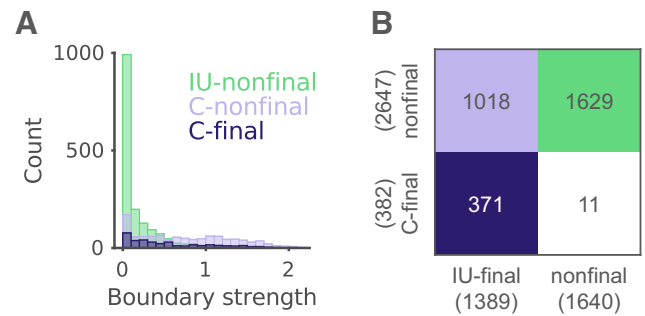 A
1000
500
0
Count
IU-nonfinal
C-nonfinal
C-final
0 1 2
Boundary strength
B
(2647)
nonfinal
(382)
C-final
1018 1629
371 11
IU-final nonfinal
(1389) (1640)